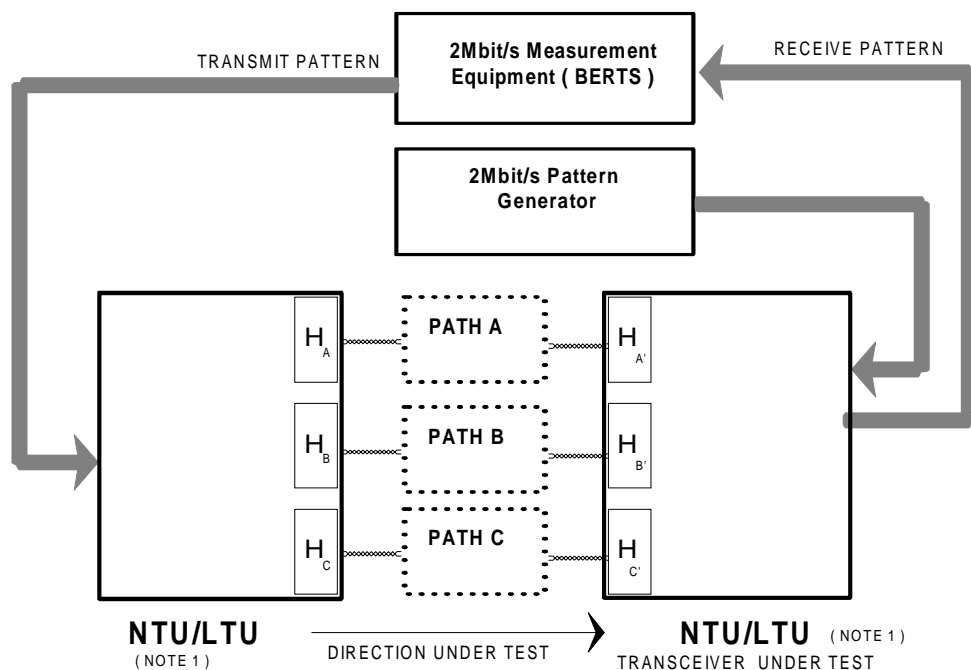 TRANSMIT PATTERN
2Mbit/s Measurement
Equipment ( BERTS )
RECEIVE PATTERN
2Mbit/s Pattern
Generator
H A
PATH A
H A'
H B
PATH B
H B'
H C
PATH C
H C'
NTU/LTU
( NOTE 1 )
DIRECTION UNDER TEST
NTU/LTU ( NOTE 1 )
TRANSCEIVER UNDER TEST